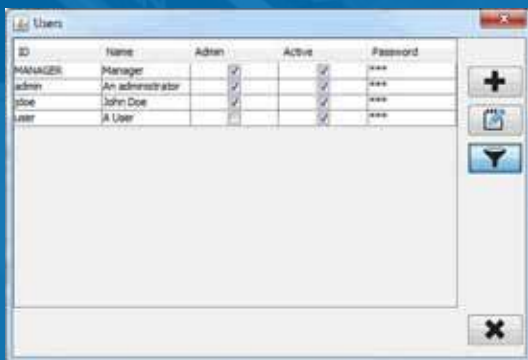 Users
ID Name Admin Active Password
MANAGER Manager ***
admin An administrator ***
jdoe John Doe ***
user A User ***